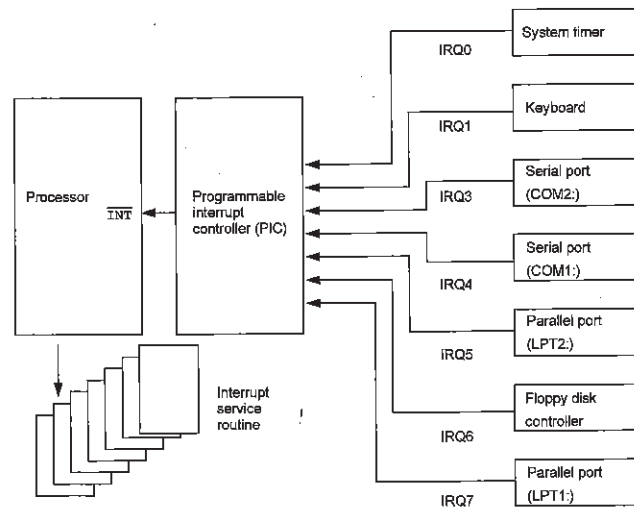 System timer
IRQ0
Keyboard
IRQ1
Serial port
(COM2:)
IRQ3
Processor
INT
Programmable
interrupt
controller (PIC)
Serial port
(COM1:)
IRQ4
Parallel port
(LPT2:)
IRQ5
Interrupt
service
routine
Floppy disk
controller
IRQ6
Parallel port
(LPT1:)
IRQ7